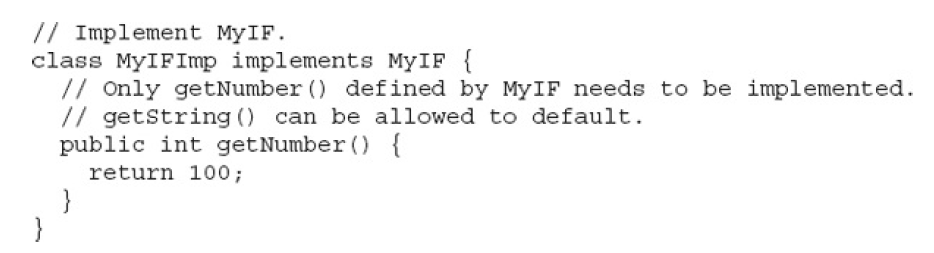 // Implement MyIF.
class MyIFImp implements MyIF {
  // Only getNumber() defined by MyIF needs to be implemented.
  // getString() can be allowed to default.
  public int getNumber() {
    return 100;
  }
}